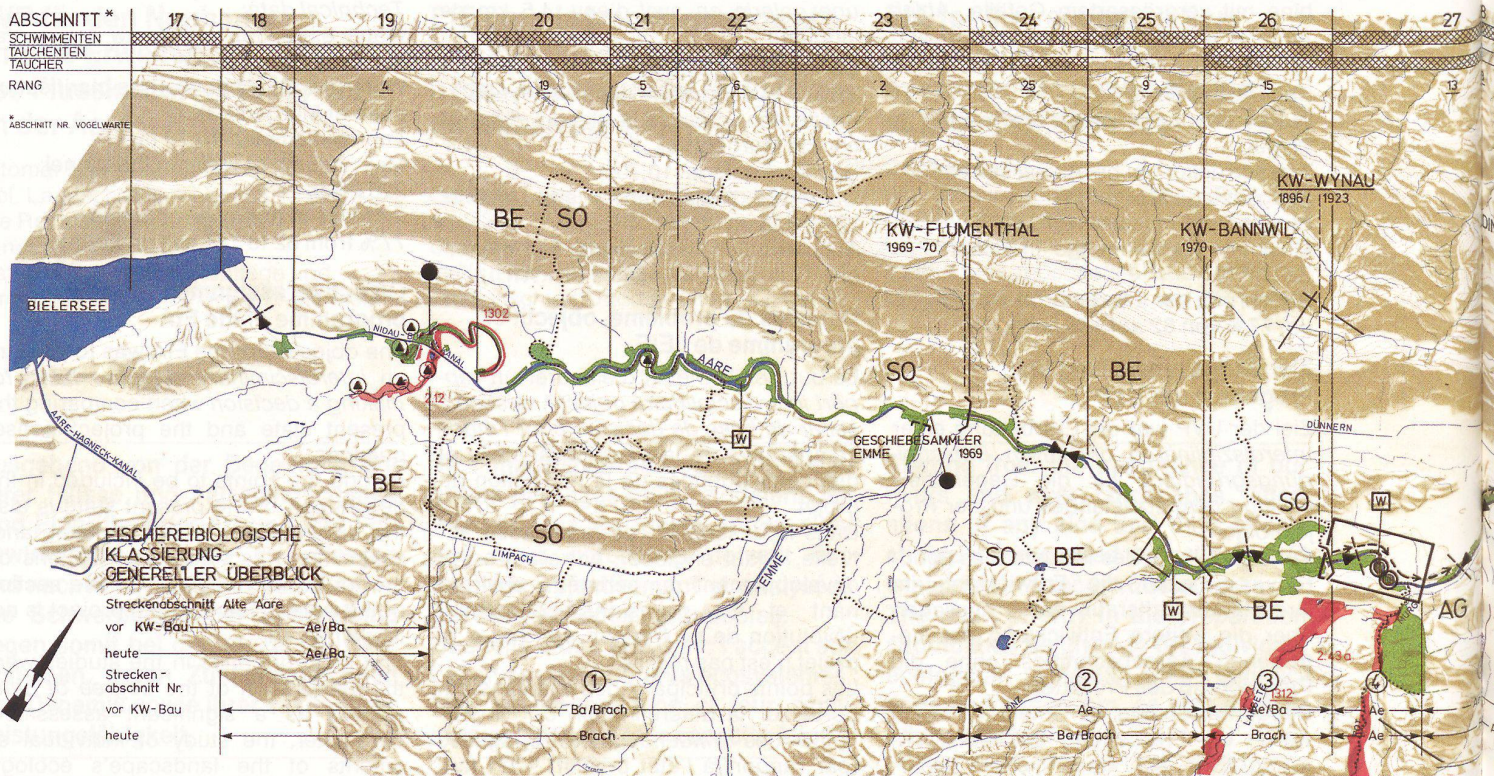 ABSCHNITT * 17 18 19 20 21 22 23 24 25 26 27
SCHWIMMENTEN
TAUCHENTEN
TAUCHER
RANG 3 4 19 5 6 2 25 9 15 13
* ABSCHNITT NR. VOGELWARTE
KW-WYNAU
1896 / 1923
BE SO
KW-FLUMENTHAL
1969-70
KW-BANNWIL
1970
BIELERSEE
1302
NIDAU-B KANAL
AARE
SO BE
2.12
AARE-HAGNECK-KANAL
W
GESCHIEBESAMMLER
EMME 1969
DÜNNERN
BE
SO
W
FISCHEREIBIOLOGISCHE
KLASSIERUNG
GENERELLER ÜBERBLICK
SO
LIMPACH
EMME
SO BE
W
BE
AG
Streckenabschnitt Alte Aare
vor KW-Bau Ae/Ba
heute Ae/Ba
2.43a
Strecken-
abschnitt Nr. 1 2 3 4
1312
vor KW-Bau Ba/Brach Ae Ae/Ba Ae
heute Brach Ba/Brach Brach Ae